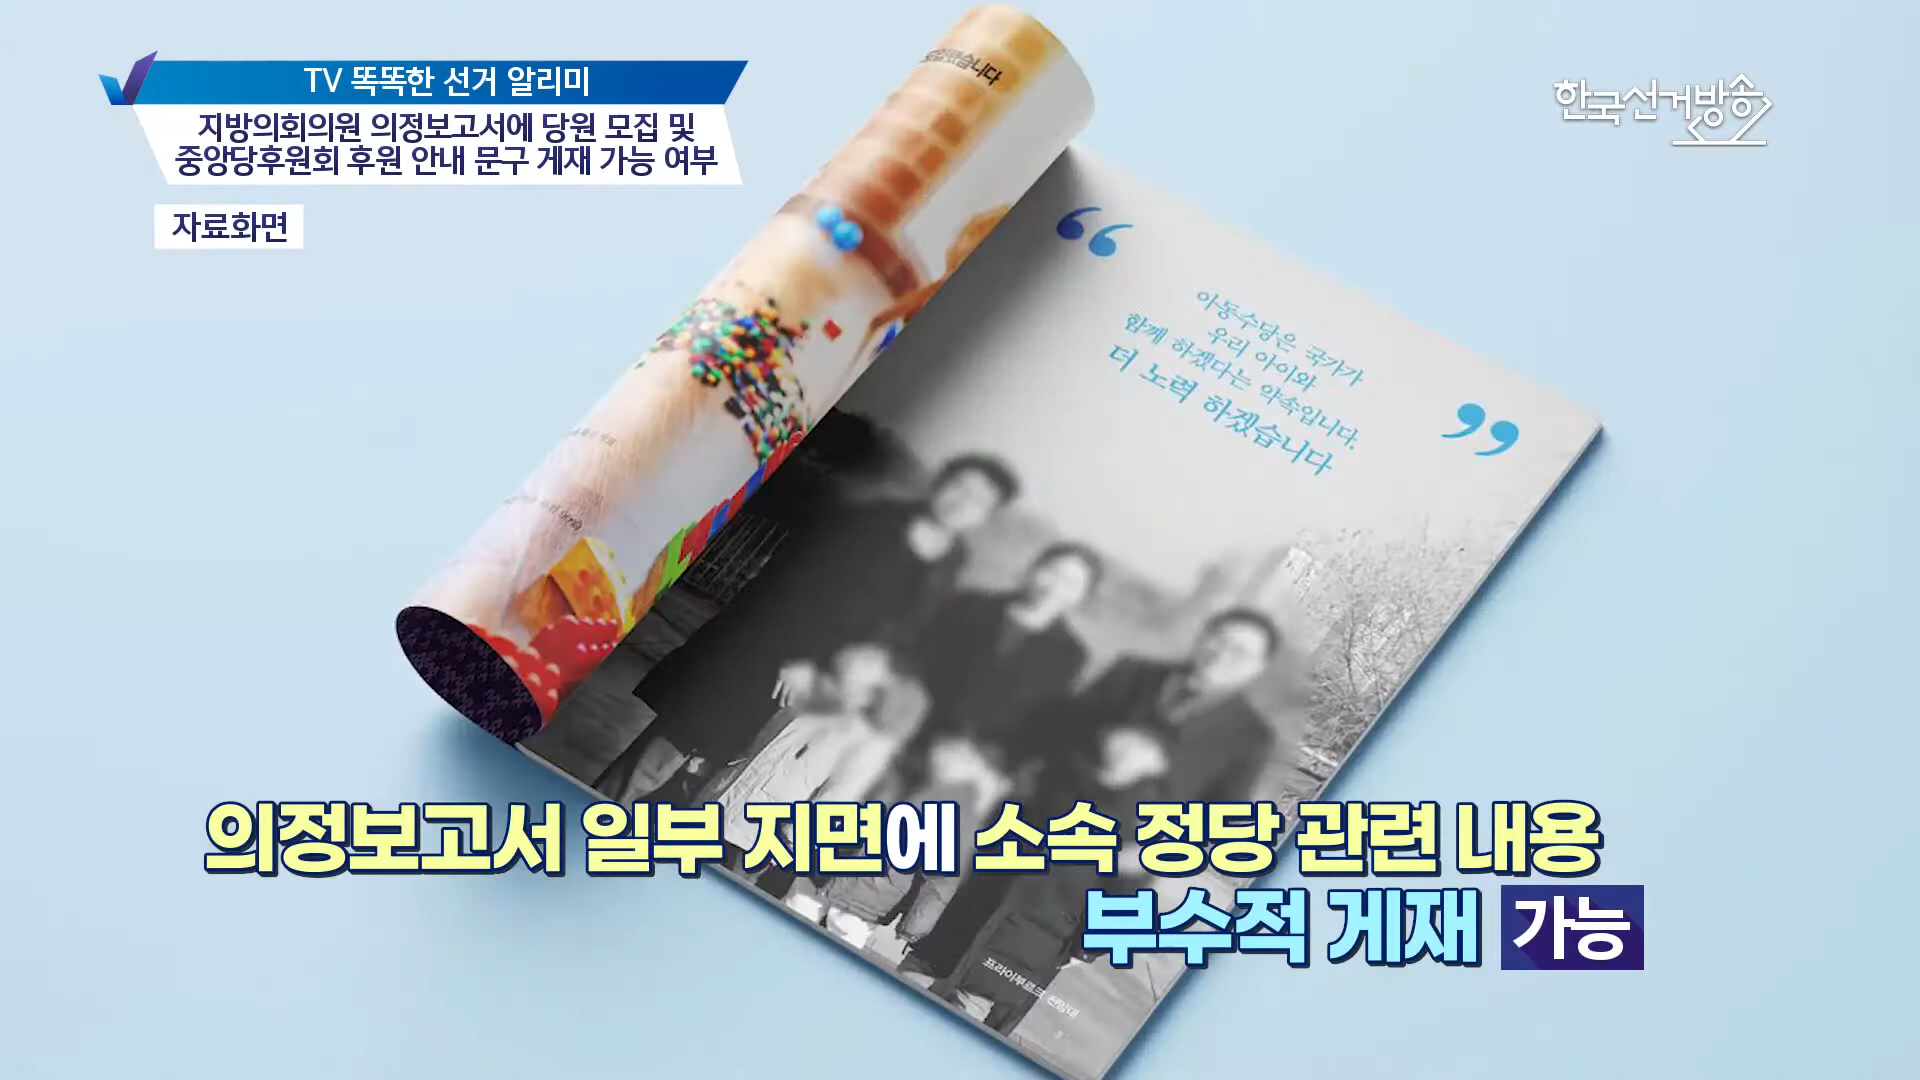 TV 똑똑한 선거 알리미
지방의회의원 의정보고서에 당원 모집 및
중앙당후원회 후원 안내 문구 게재 가능 여부
자료화면
한국선거방송
“
아동수당은 국가가
우리 아이와
함께 하겠다는 약속입니다.
더 노력 하겠습니다
”
의정보고서 일부 지면에 소속 정당 관련 내용
부수적 게재 가능